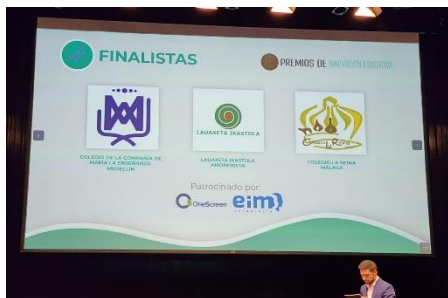 FINALISTAS
PREMIOS DE INNOVACIÓN EDUCATIVA
LAUAXETA IKASTOLA
COLEGIO DE LA COMPAÑÍA DE
MARÍA LA ENSEÑANZA
MEDELLIN
LAUAXETA IKASTOLA
AMOREBIETA
COLEGIO LA REINA
MÁLAGA
Patrocinado por:
OneScreen
eim